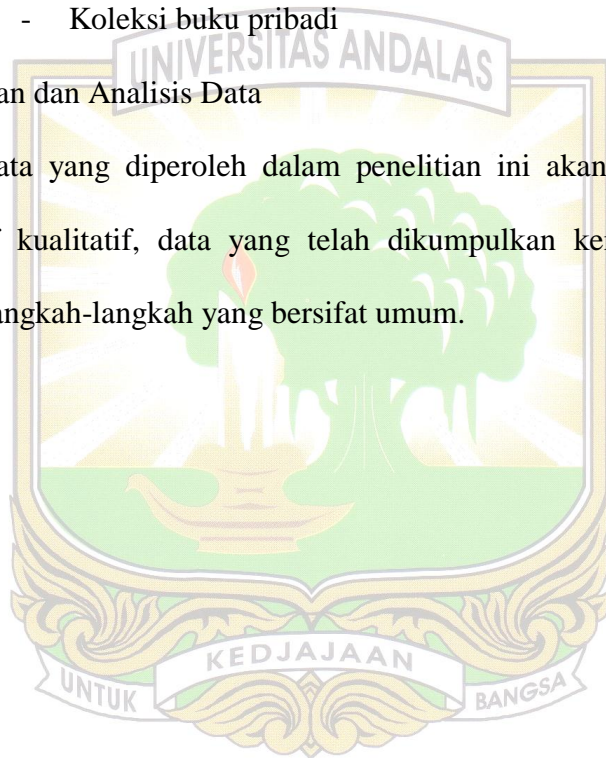 - Koleksi buku pribadi
UNIVERSITAS ANDALAS
an dan Analisis Data
ata yang diperoleh dalam penelitian ini akan
kualitatif, data yang telah dikumpulkan
angkah-langkah yang bersifat umum.
KEDJAJAAN
UNTUK
BANGSA